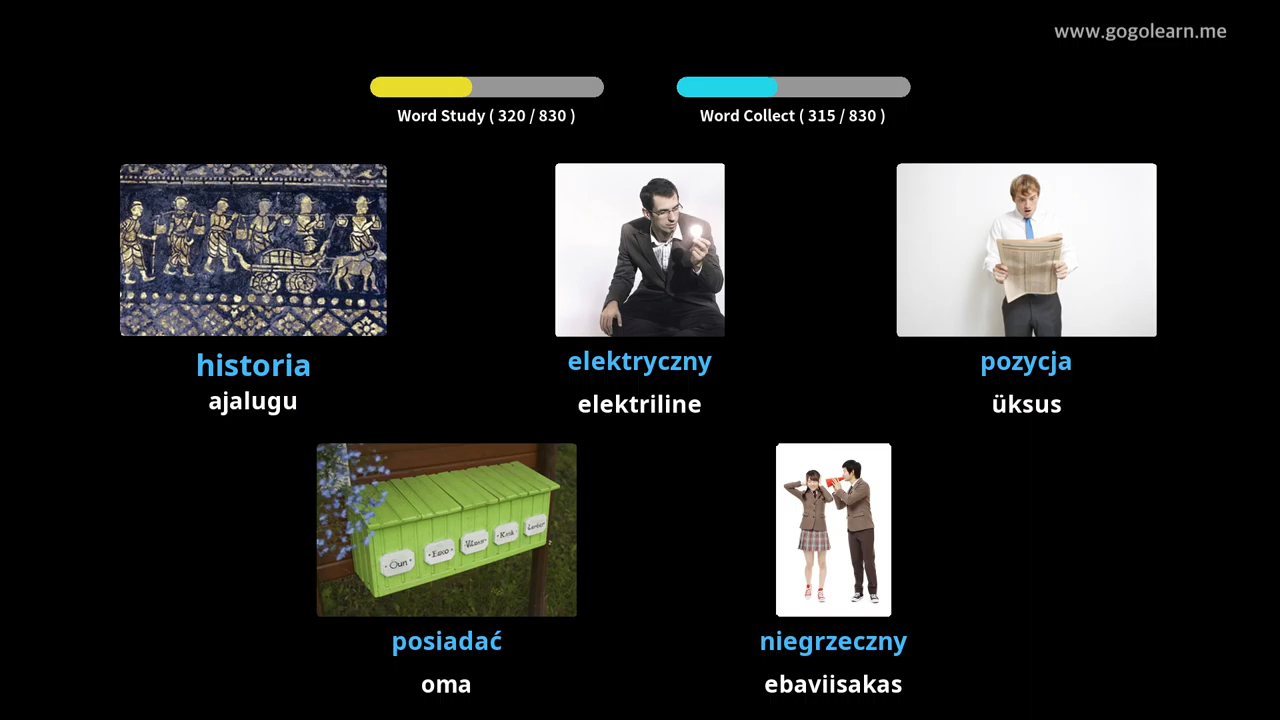 www.gogolearn.me
Word Study ( 320 / 830 )
Word Collect ( 315 / 830 )
historia
ajalugu
elektryczny
elektriline
pozycja
üksus
Oun
posiadać
oma
niegrzeczny
ebaviisakas